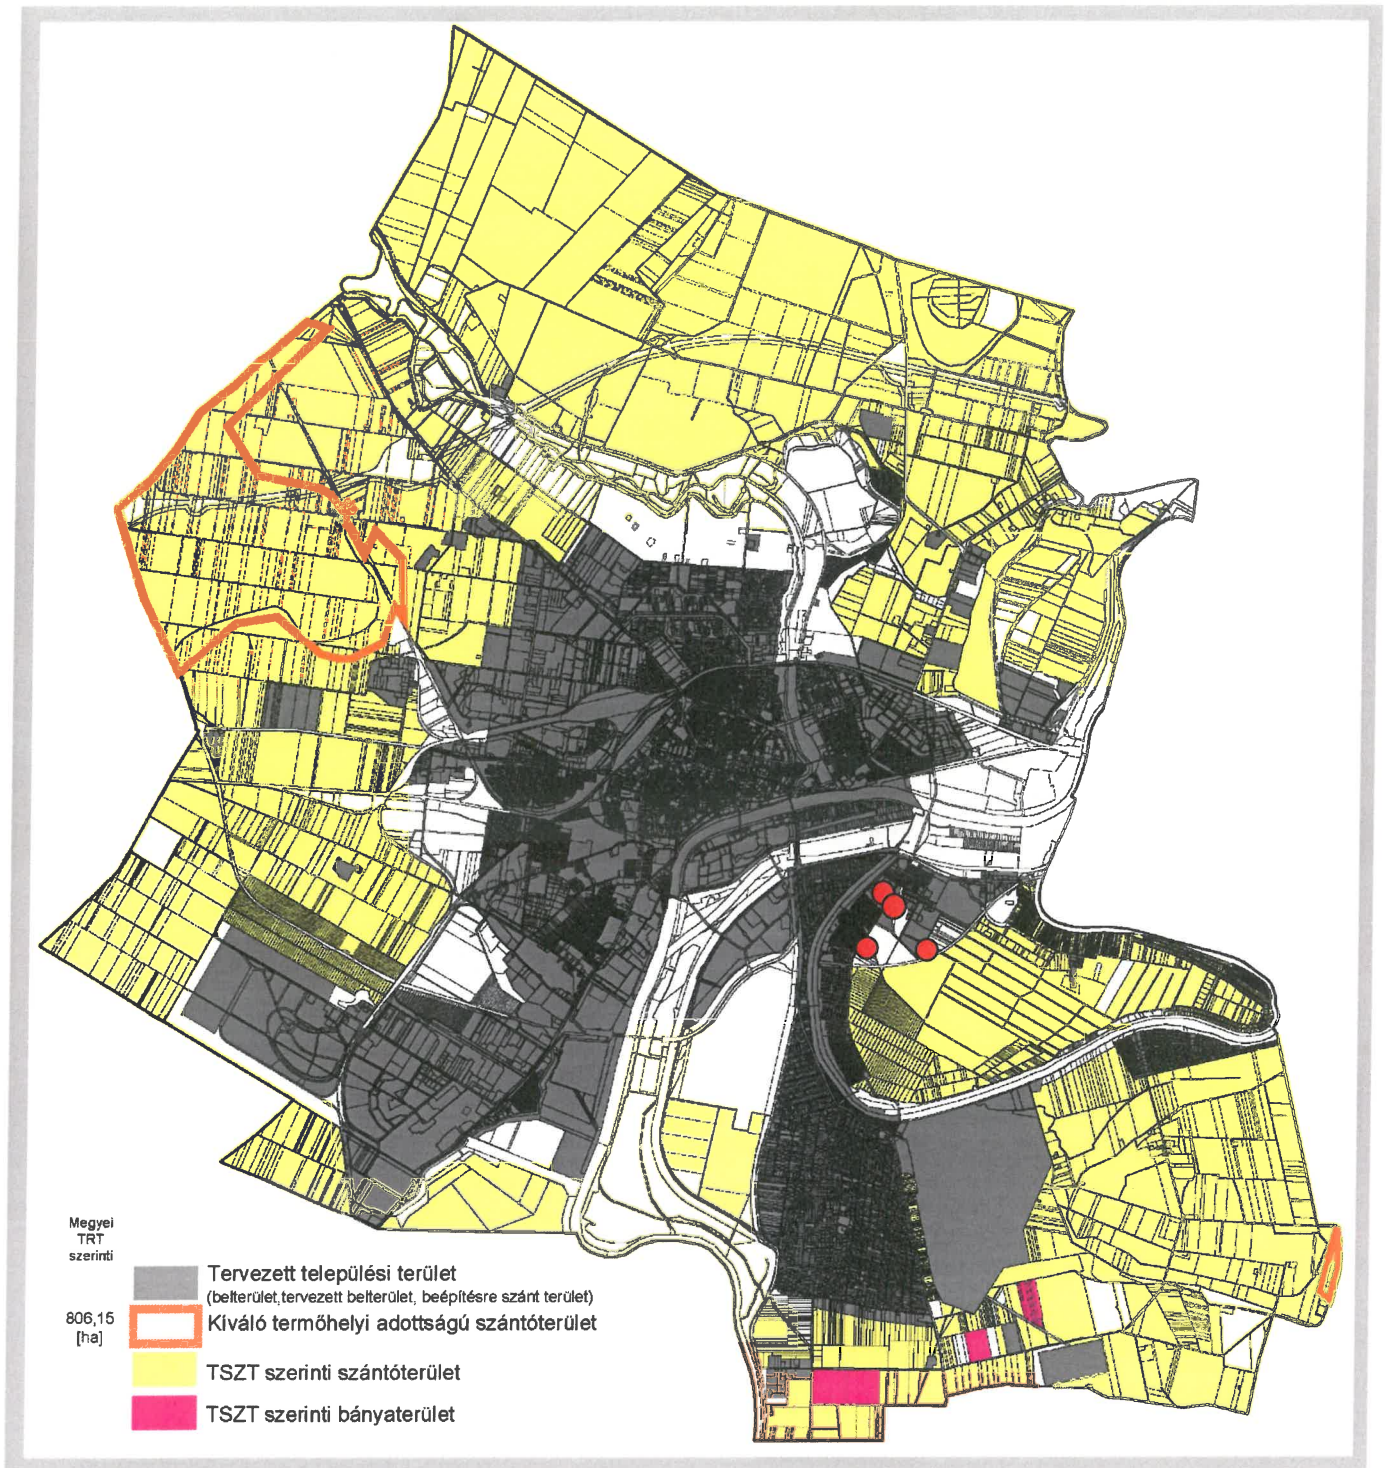 Megyei
TRT
szerinti
Tervezett települési terület
(belterület,tervezett belterület, beépítésre szánt terület)
806,15
[ha]
Kiváló termőhelyi adottságú szántóterület
TSZT szerinti szántóterület
TSZT szerinti bányaterület